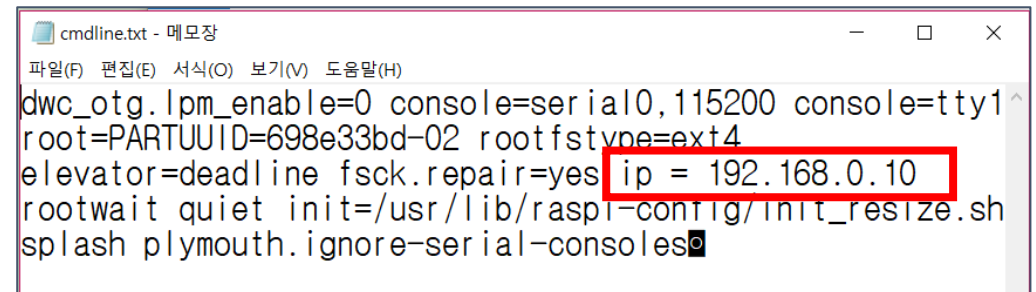 cmdline.txt - 메모장
파일(F) 편집(E) 서식(O) 보기(V) 도움말(H)
dwc_otg.lpm_enable=0 console=serial0,115200 console=tty1
root=PARTUUID=698e33bd-02 rootfstype=ext4
elevator=deadline fsck.repair=yes ip = 192.168.0.10
rootwait quiet init=/usr/lib/raspi-config/init_resize.sh
splash plymouth.ignore-serial-consoles